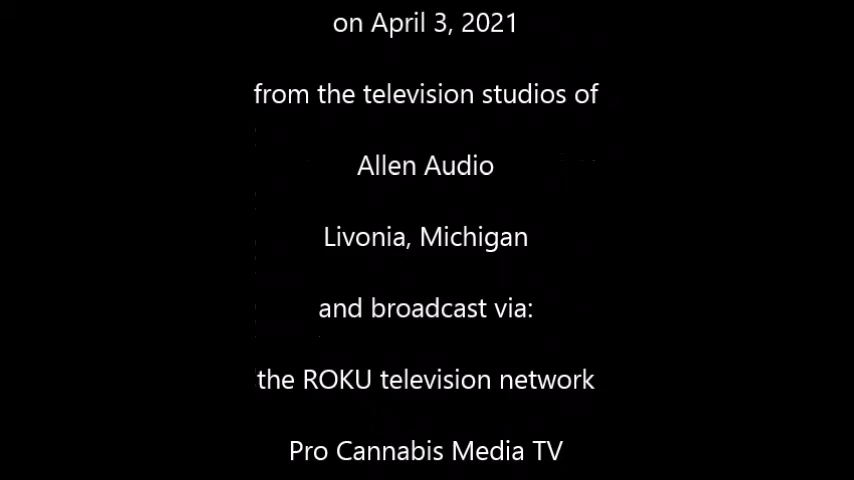 on April 3, 2021
from the television studios of
Allen Audio
Livonia, Michigan
and broadcast via:
the ROKU television network
Pro Cannabis Media TV